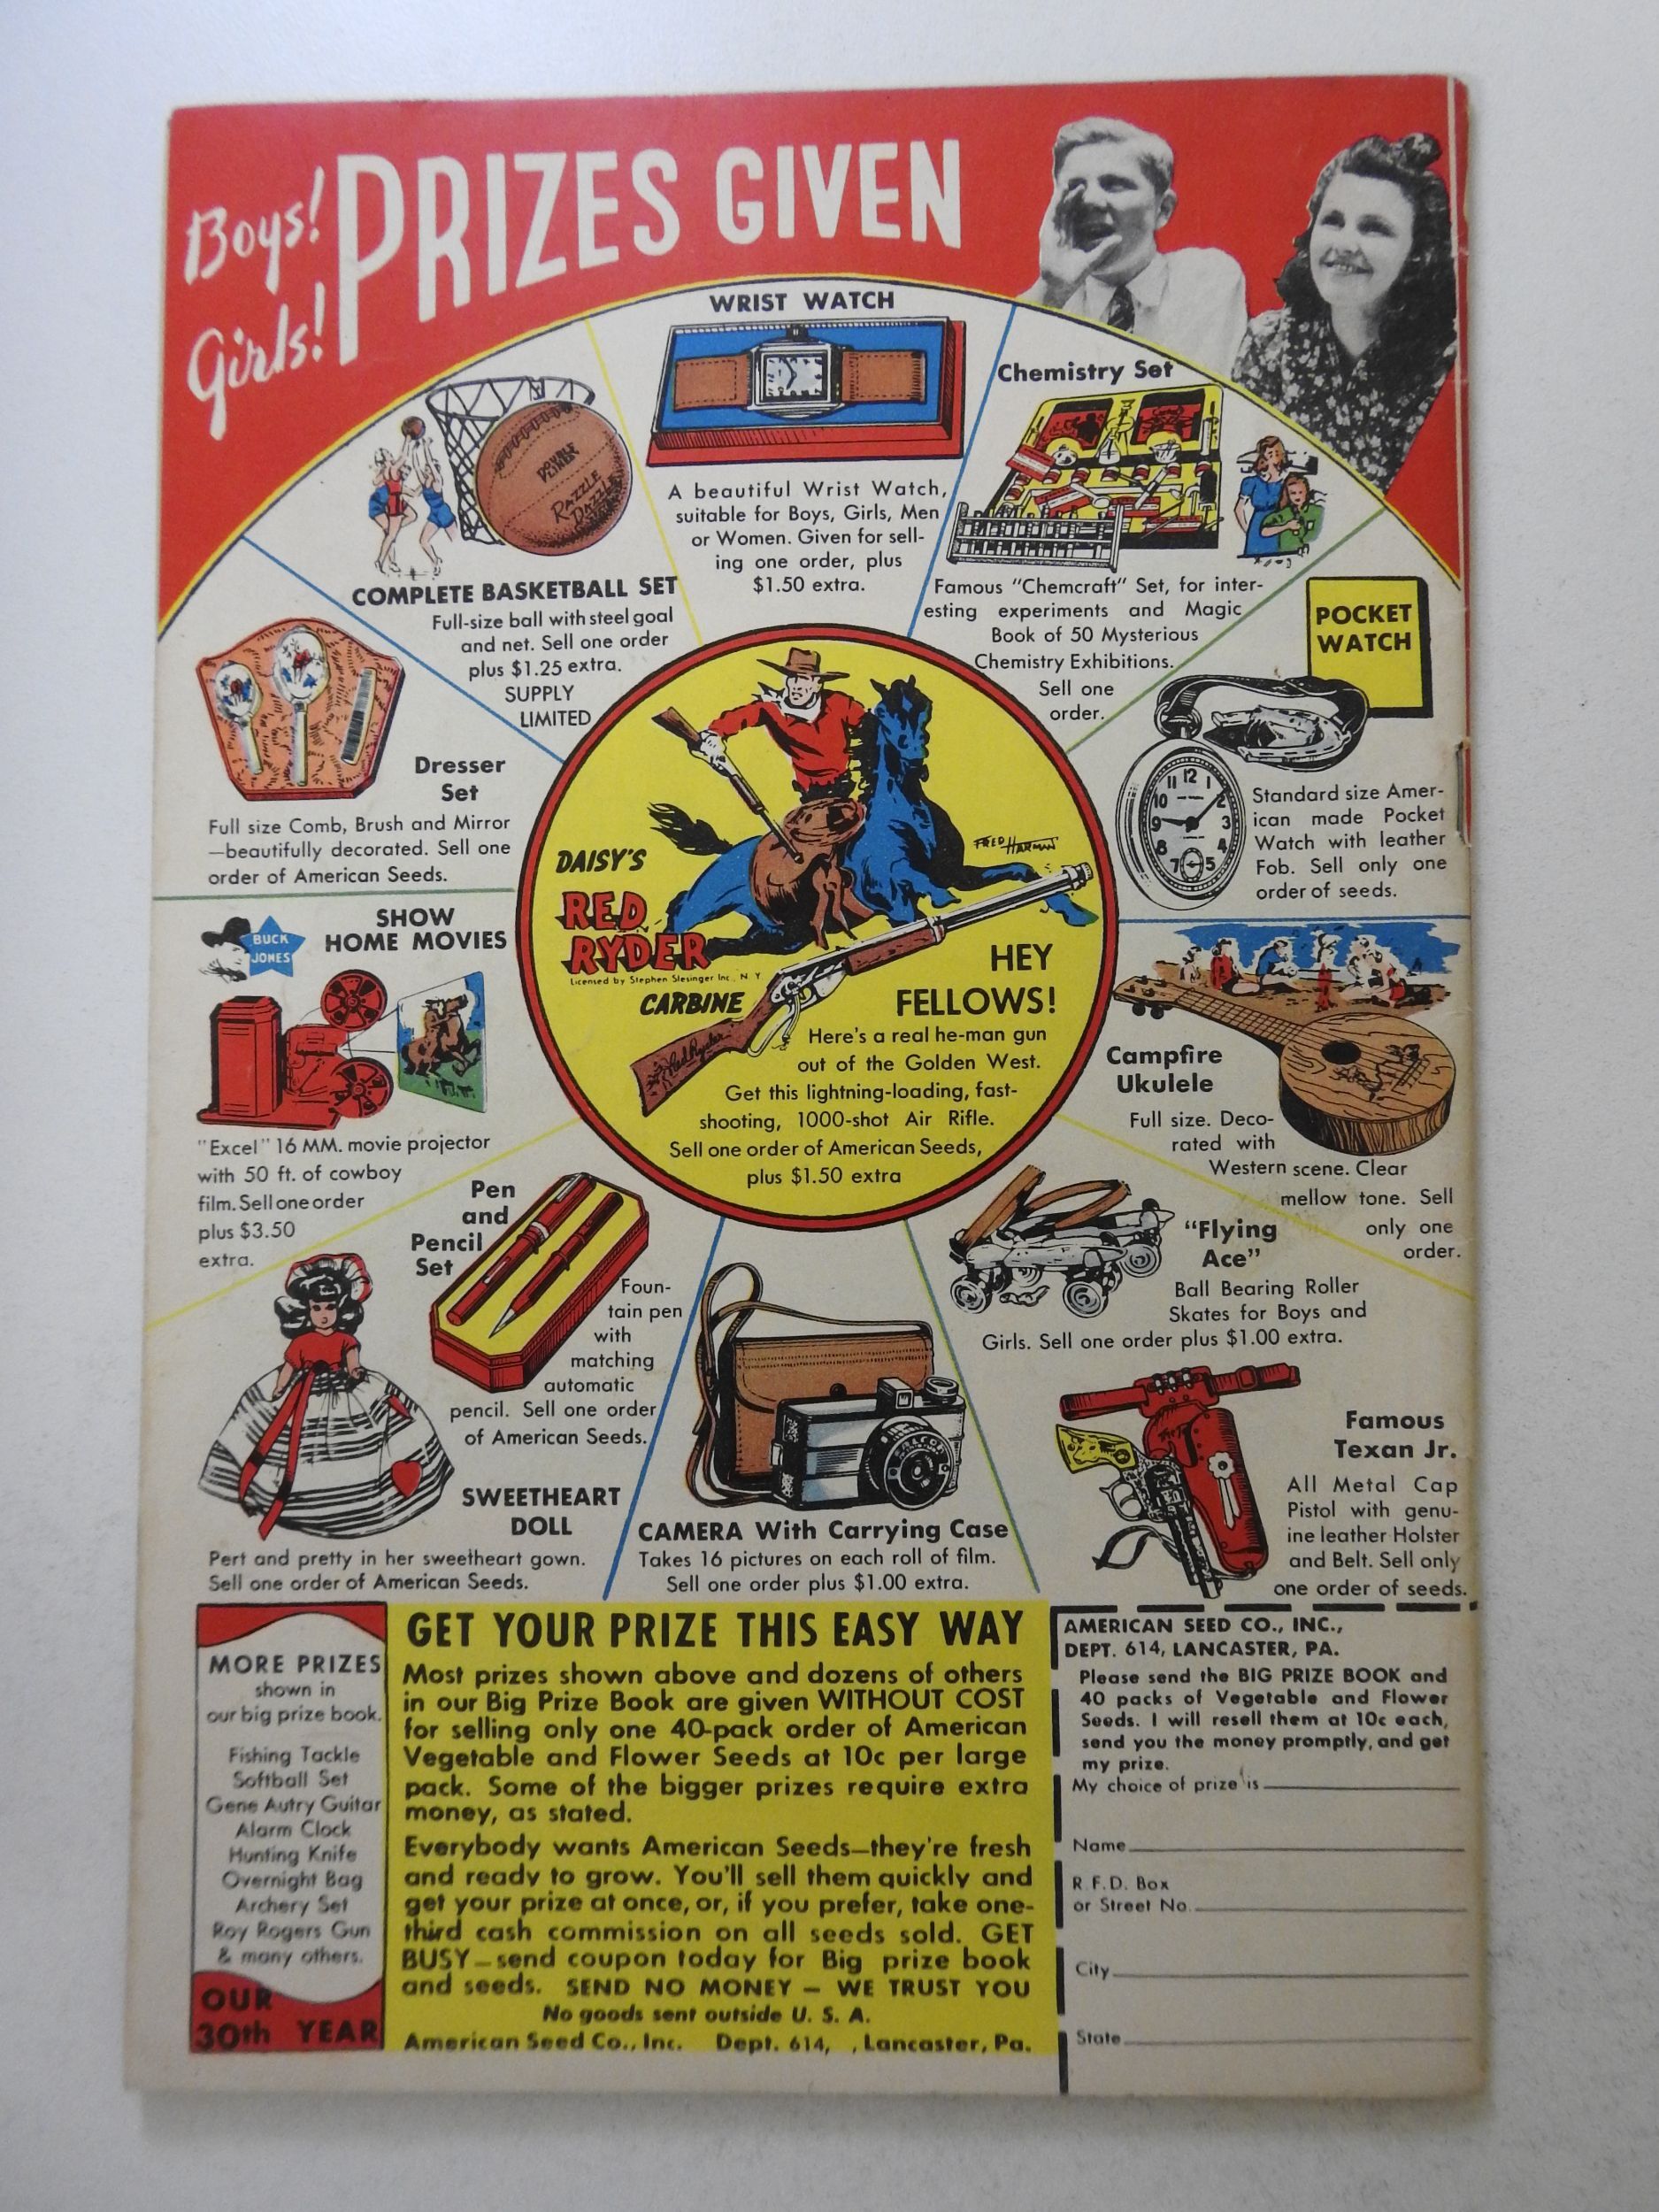 Boys!
Girls!
PRIZES GIVEN
WRIST WATCH
A beautiful Wrist Watch,
suitable for Boys, Girls, Men
or Women. Given for sell-
ing one order, plus
$1.50 extra.
Chemistry Set
Famous "Chemcraft" Set, for inter-
esting experiments and Magic
Book of 50 Mysterious
Chemistry Exhibitions.
Sell one
order.
DOUBLE
RAZZLE
DAZZLE
COMPLETE BASKETBALL SET
Full-size ball with steel goal
and net. Sell one order
plus $1.25 extra.
SUPPLY
LIMITED
POCKET
WATCH
11 12
10 2
9 3
8 4
7 5
Standard size Amer-
ican made Pocket
Watch with leather
Fob. Sell only one
order of seeds.
Dresser
Set
Full size Comb, Brush and Mirror
—beautifully decorated. Sell one
order of American Seeds.
FRED HARMAN
DAISY'S
RED
RYDER
Licensed by Stephen Slesinger Inc., N. Y.
CARBINE
Red Ryder
HEY
FELLOWS!
Here's a real he-man gun
out of the Golden West.
Get this lightning-loading, fast-
shooting, 1000-shot Air Rifle.
Sell one order of American Seeds,
plus $1.50 extra
BUCK
JONES
SHOW
HOME MOVIES
"Excel" 16 MM. movie projector
with 50 ft. of cowboy
film. Sell one order
plus $3.50
extra.
Campfire
Ukulele
Full size. Deco-
rated with
Western scene. Clear
mellow tone. Sell
only one
order.
Pen
and
Pencil
Set
Foun-
tain pen
with
matching
automatic
pencil. Sell one order
of American Seeds.
"Flying
Ace"
Ball Bearing Roller
Skates for Boys and
Girls. Sell one order plus $1.00 extra.
SWEETHEART
DOLL
Pert and pretty in her sweetheart gown.
Sell one order of American Seeds.
CAMERA With Carrying Case
Takes 16 pictures on each roll of film.
Sell one order plus $1.00 extra.
Famous
Texan Jr.
All Metal Cap
Pistol with genu-
ine leather Holster
and Belt. Sell only
one order of seeds.
MORE PRIZES
shown in
our big prize book.
Fishing Tackle
Softball Set
Gene Autry Guitar
Alarm Clock
Hunting Knife
Overnight Bag
Archery Set
Roy Rogers Gun
& many others.
OUR
30th YEAR
GET YOUR PRIZE THIS EASY WAY
Most prizes shown above and dozens of others
in our Big Prize Book are given WITHOUT COST
for selling only one 40-pack order of American
Vegetable and Flower Seeds at 10c per large
pack. Some of the bigger prizes require extra
money, as stated.
Everybody wants American Seeds—they're fresh
and ready to grow. You'll sell them quickly and
get your prize at once, or, if you prefer, take one-
third cash commission on all seeds sold. GET
BUSY—send coupon today for Big prize book
and seeds. SEND NO MONEY — WE TRUST YOU
No goods sent outside U. S. A.
American Seed Co., Inc. Dept. 614, , Lancaster, Pa.
AMERICAN SEED CO., INC.,
DEPT. 614, LANCASTER, PA.
Please send the BIG PRIZE BOOK and
40 packs of Vegetable and Flower
Seeds. I will resell them at 10c each,
send you the money promptly, and get
my prize.
My choice of prize is
Name
R.F.D. Box
or Street No.
City
State